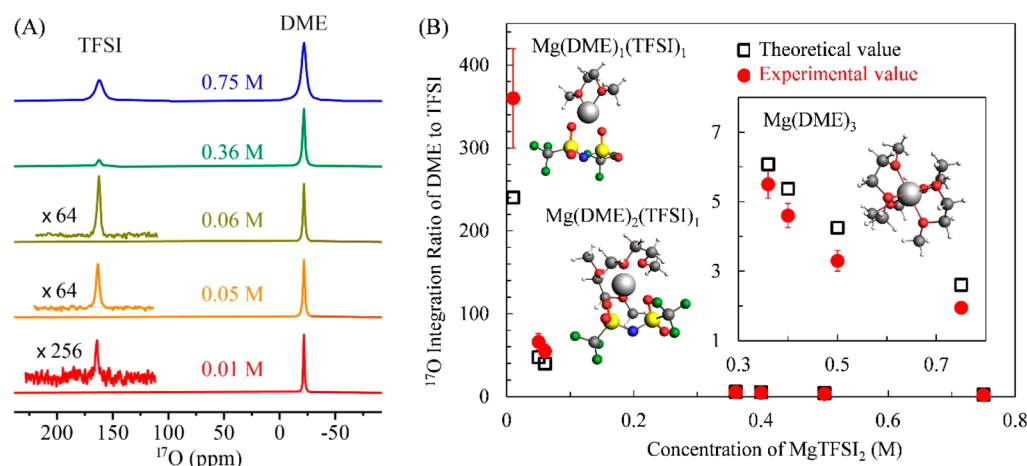 (A)
TFSI
DME
0.75 M
0.36 M
x 64
0.06 M
x 64
0.05 M
x 256
0.01 M
200 150 100 50 0 -50
¹⁷O (ppm)
(B)
¹⁷O Integration Ratio of DME to TFSI
400
300
200
100
0
0.0 0.2 0.4 0.6 0.8
Concentration of MgTFSI₂ (M)
Mg(DME)₁(TFSI)₁
Mg(DME)₂(TFSI)₁
Theoretical value
Experimental value
Mg(DME)₃
7
5
3
1
0.3 0.5 0.7